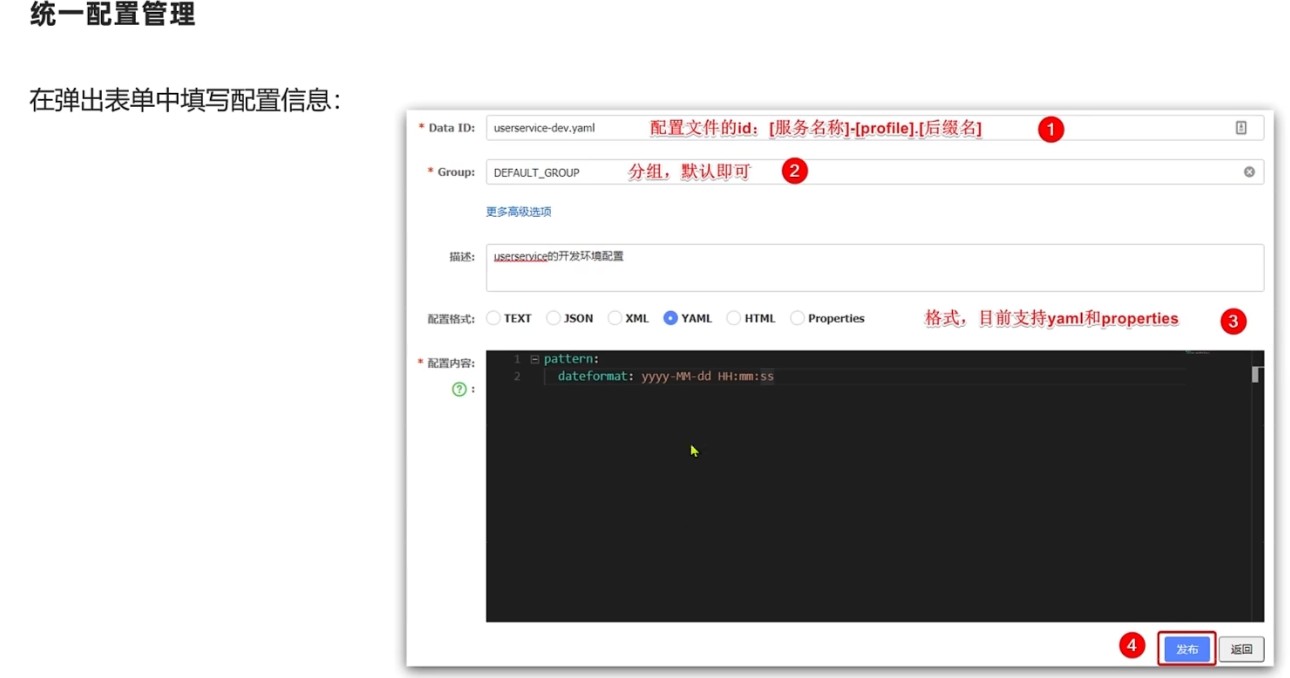 统一配置管理
在弹出表单中填写配置信息：
* Data ID: userservice-dev.yaml 配置文件的id：[服务名称]-[profile].[后缀名] 1
* Group: DEFAULT_GROUP 分组，默认即可 2
更多高级选项
描述: userservice的开发环境配置
配置格式: TEXT JSON XML YAML HTML Properties 格式，目前支持yaml和properties 3
* 配置内容: 1 pattern:
2 dateformat: yyyy-MM-dd HH:mm:ss
? :
4 发布 返回